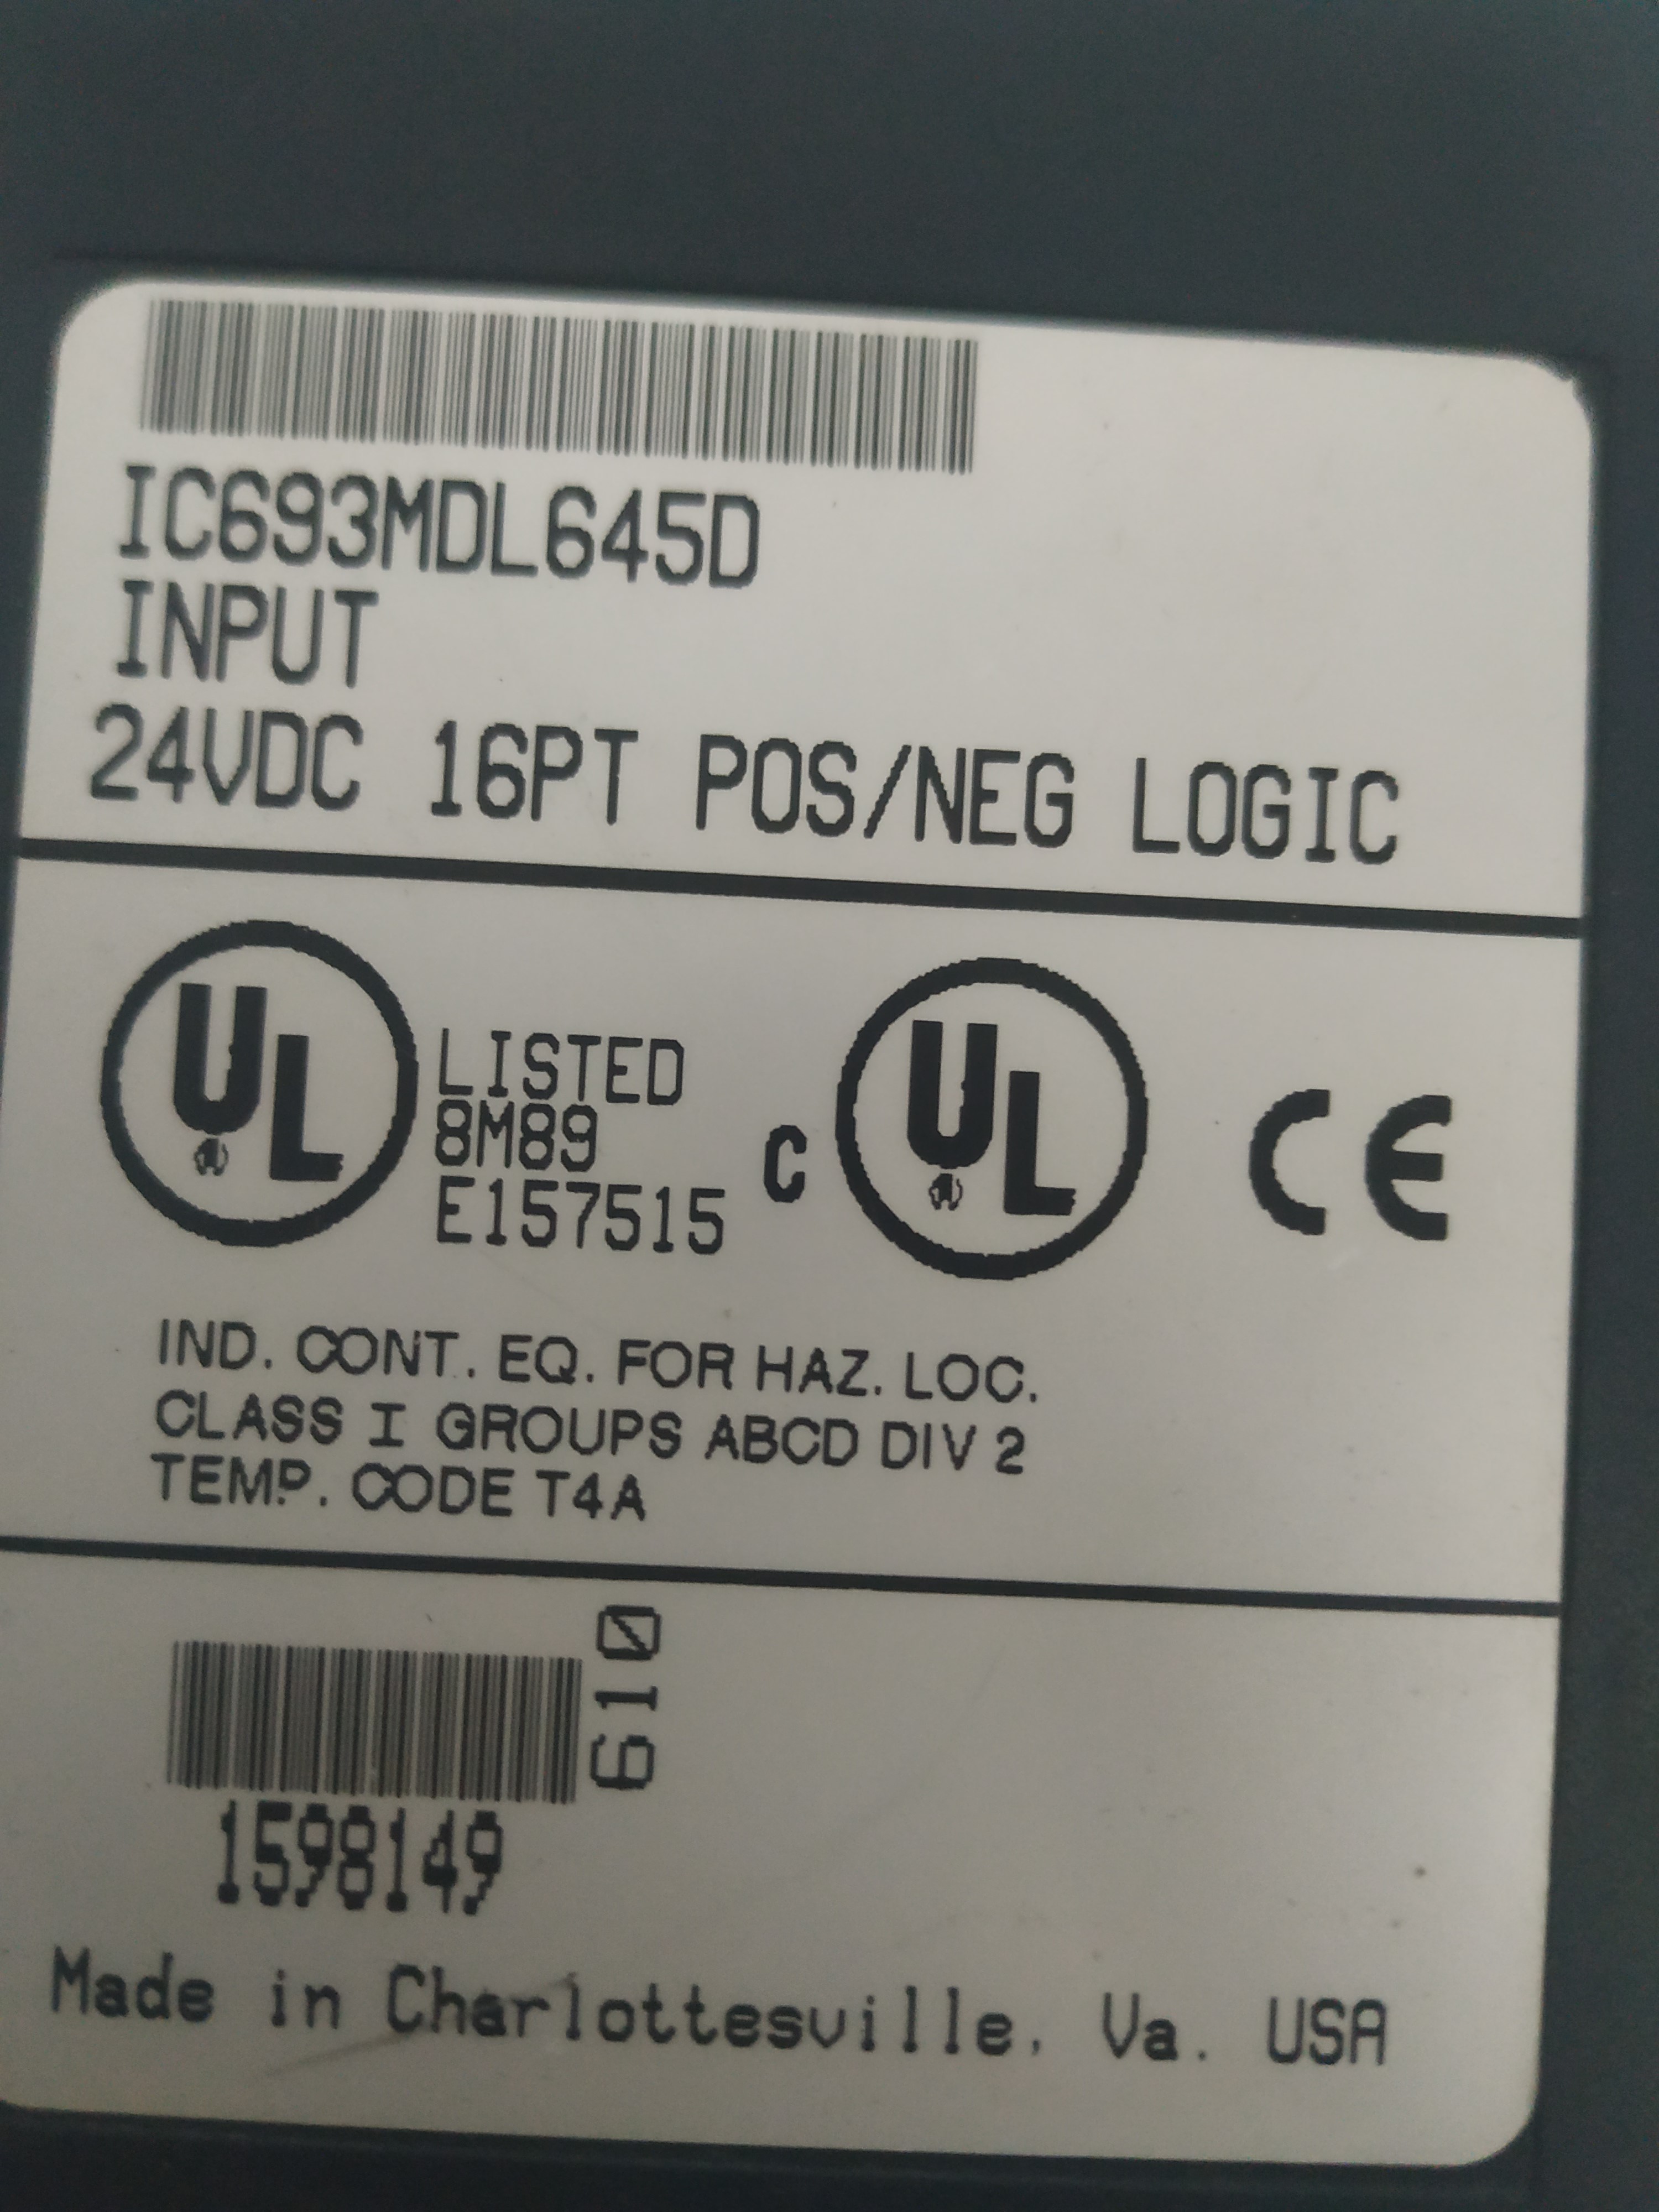 IC693MDL645D
INPUT
24VDC 16PT POS/NEG LOGIC
UL
LISTED
8M89
E157515
C UL
CE
IND. CONT. EQ. FOR HAZ. LOC.
CLASS I GROUPS ABCD DIV 2
TEMP. CODE T4A
610
1598149
Made in Charlottesville, Va. USA